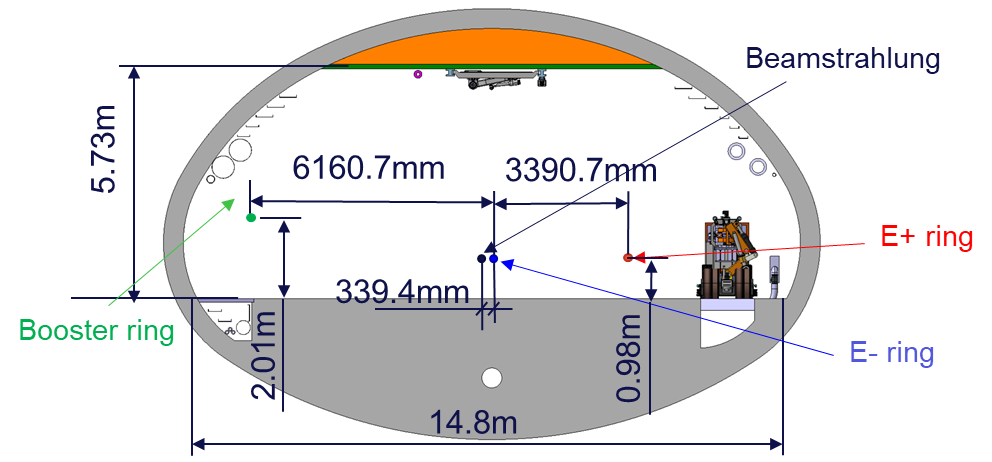 Beamstrahlung
5.73m
6160.7mm
3390.7mm
E+ ring
339.4mm
Booster ring
2.01m
0.98m
E- ring
14.8m